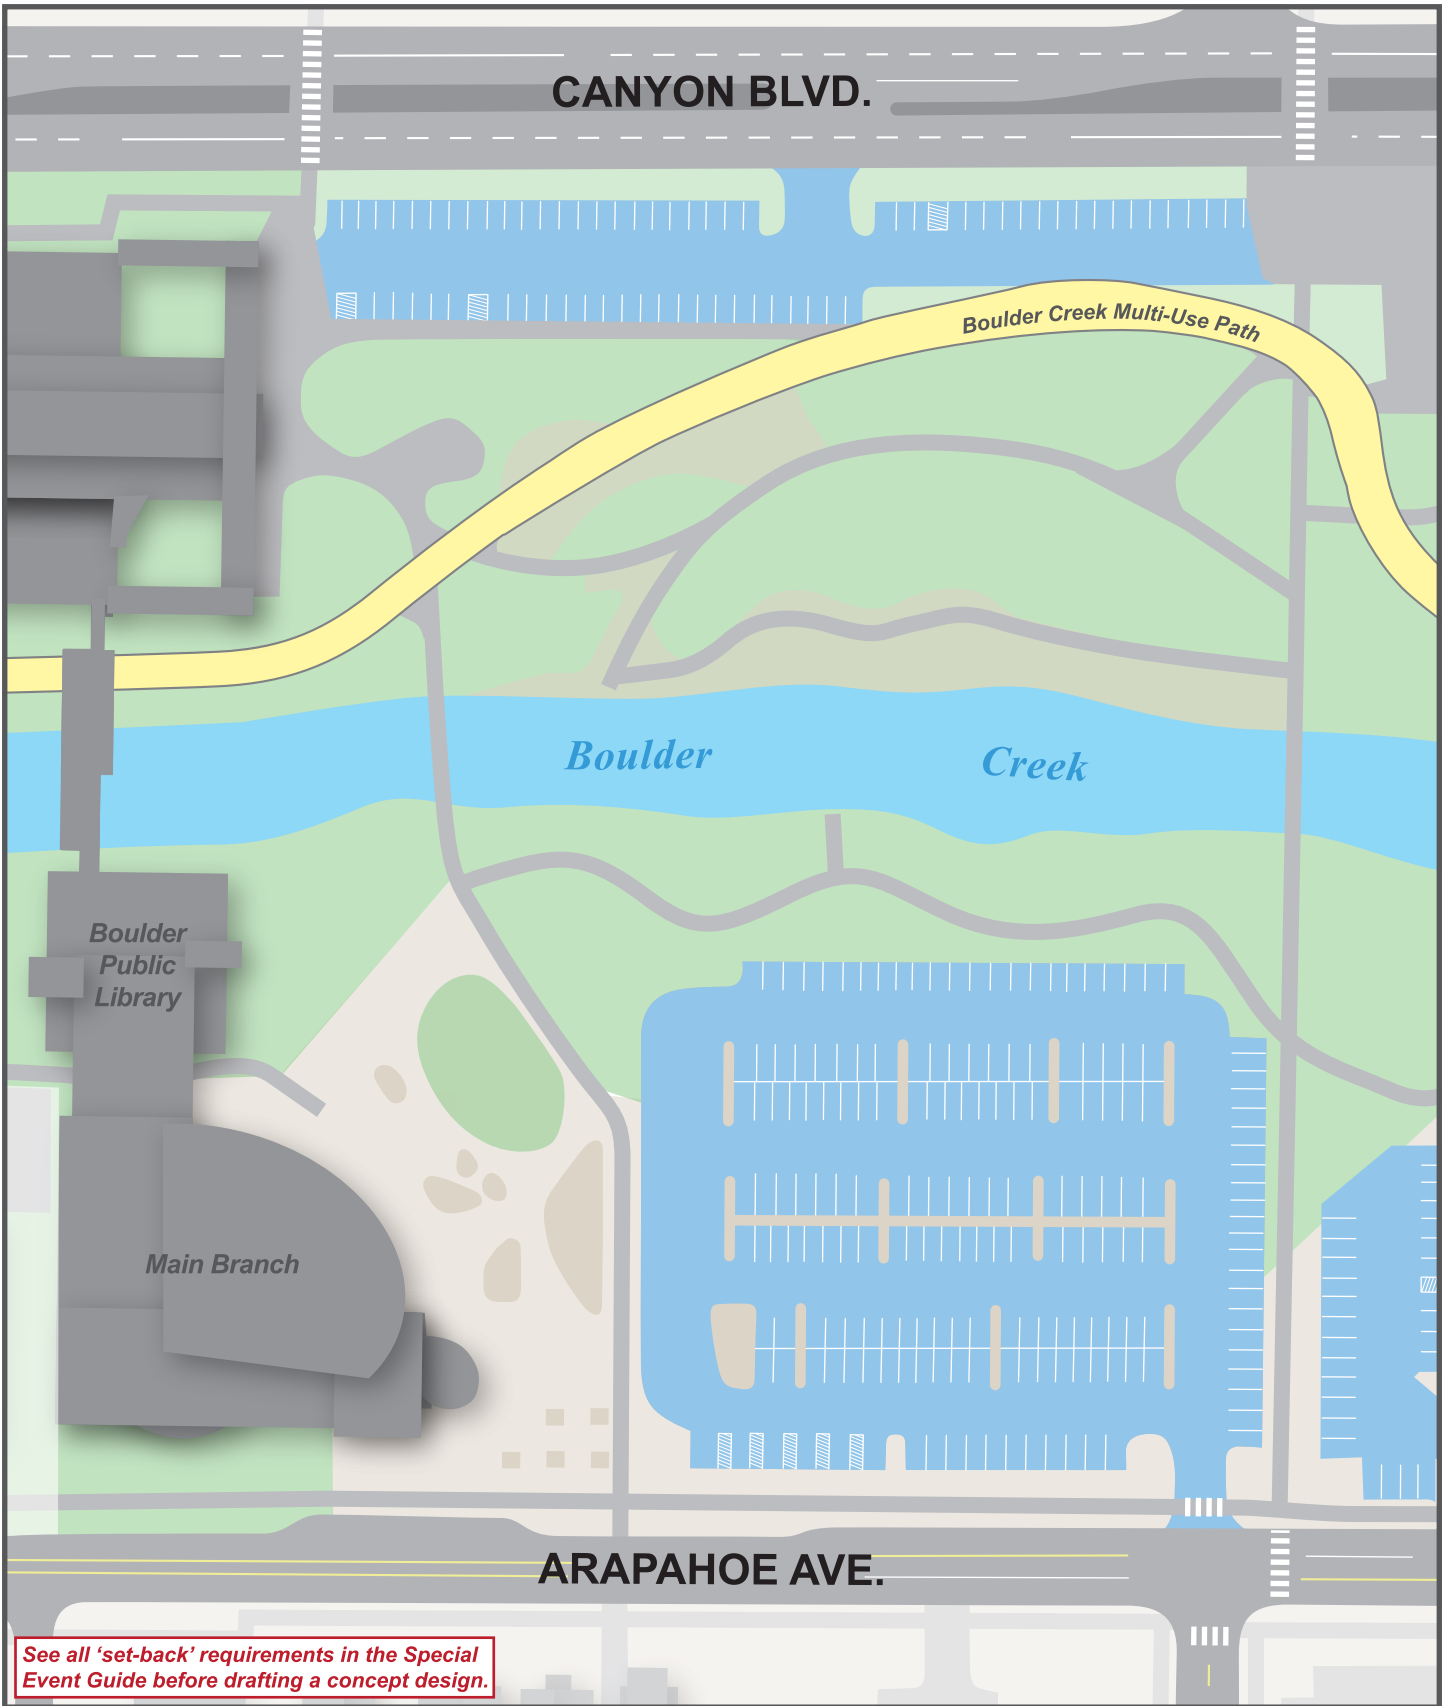 CANYON BLVD.
Boulder Creek Multi-Use Path
Boulder Creek
Boulder
Public
Library
Main Branch
ARAPAHOE AVE.
See all ‘set-back’ requirements in the Special
Event Guide before drafting a concept design.